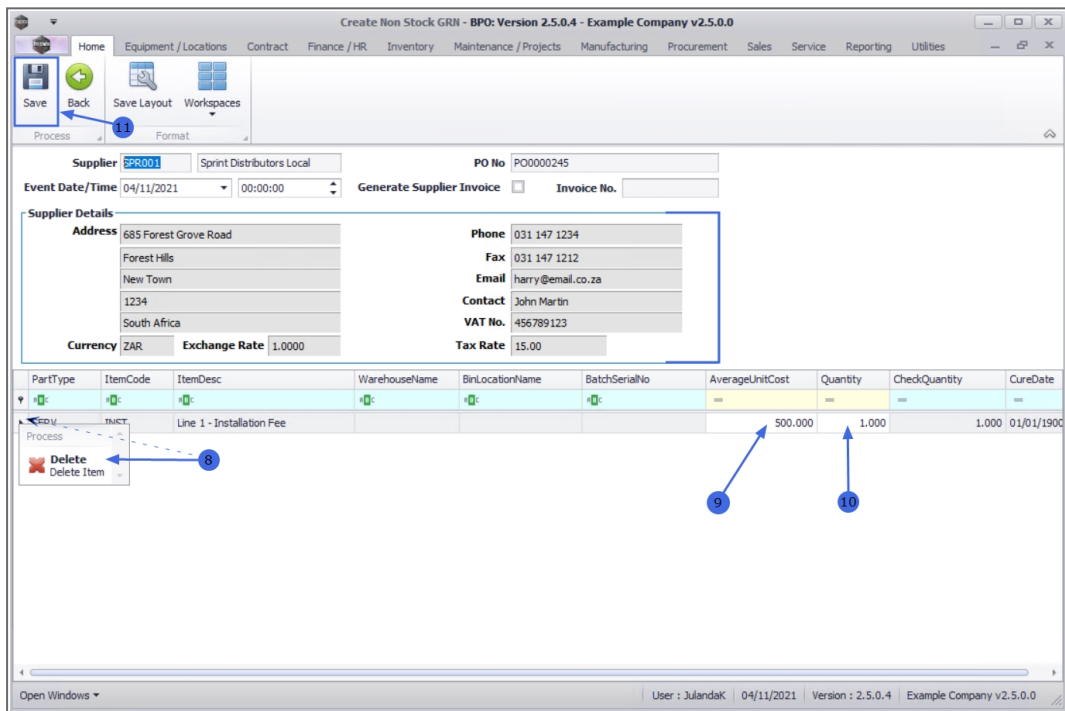 Create Non Stock GRN - BPO: Version 2.5.0.4 - Example Company v2.5.0.0
Home Equipment / Locations Contract Finance / HR Inventory Maintenance / Projects Manufacturing Procurement Sales Service Reporting Utilities
Save Back Save Layout Workspaces
11
Process Format
Supplier SPR001 Sprint Distributors Local PO No PO0000245
Event Date/Time 04/11/2021 00:00:00 Generate Supplier Invoice Invoice No.
Supplier Details
Address 685 Forest Grove Road Phone 031 147 1234
Forest Hills Fax 031 147 1212
New Town Email harry@email.co.za
1234 Contact John Martin
South Africa VAT No. 456789123
Currency ZAR Exchange Rate 1.0000 Tax Rate 15.00
PartType ItemCode ItemDesc WarehouseName BinLocationName BatchSerialNo AverageUnitCost Quantity CheckQuantity CureDate
SERV INST Line 1 - Installation Fee 500.000 1.000 1.000 01/01/1900
Process
Delete 8
Delete Item
9 10
Open Windows User : JulandaK 04/11/2021 Version : 2.5.0.4 Example Company v2.5.0.0